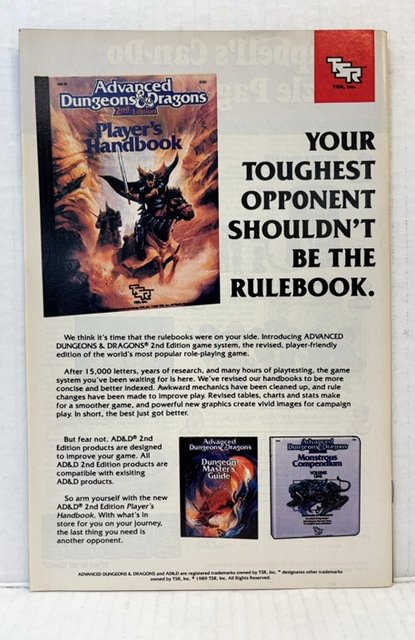 TSR
TSR, Inc.
Advanced
Dungeons & Dragons
2nd Edition
Player's
Handbook
TSR
YOUR
TOUGHEST
OPPONENT
SHOULDN'T
BE THE
RULEBOOK.
We think it's time that the rulebooks were on your side. Introducing ADVANCED
DUNGEONS & DRAGONS® 2nd Edition game system, the revised, player-friendly
edition of the world's most popular role-playing game.
After 15,000 letters, years of research, and many hours of playtesting, the game
system you've been waiting for is here. We've revised our handbooks to be more
concise and better indexed. Awkward mechanics have been cleaned up, and rule
changes have been made to improve play. Revised tables, charts and stats make
for a smoother game, and powerful new graphics create vivid images for campaign
play. In short, the best just got better.
But fear not. AD&D® 2nd
Edition products are designed
to improve your game. All
AD&D 2nd Edition products are
compatible with exisiting
AD&D products.
So arm yourself with the new
AD&D® 2nd Edition Player's
Handbook. With what's in
store for you on your journey,
the last thing you need is
another opponent.
Advanced
Dungeons & Dragons
Dungeon
Master's
Guide
Advanced
Dungeons & Dragons
Monstrous
Compendium
VOLUME
ONE
ADVANCED DUNGEONS & DRAGONS and AD&D are registered trademarks owned by TSR, Inc. ™ designates other trademarks
owned by TSR, Inc. © 1989 TSR, Inc. All Rights Reserved.